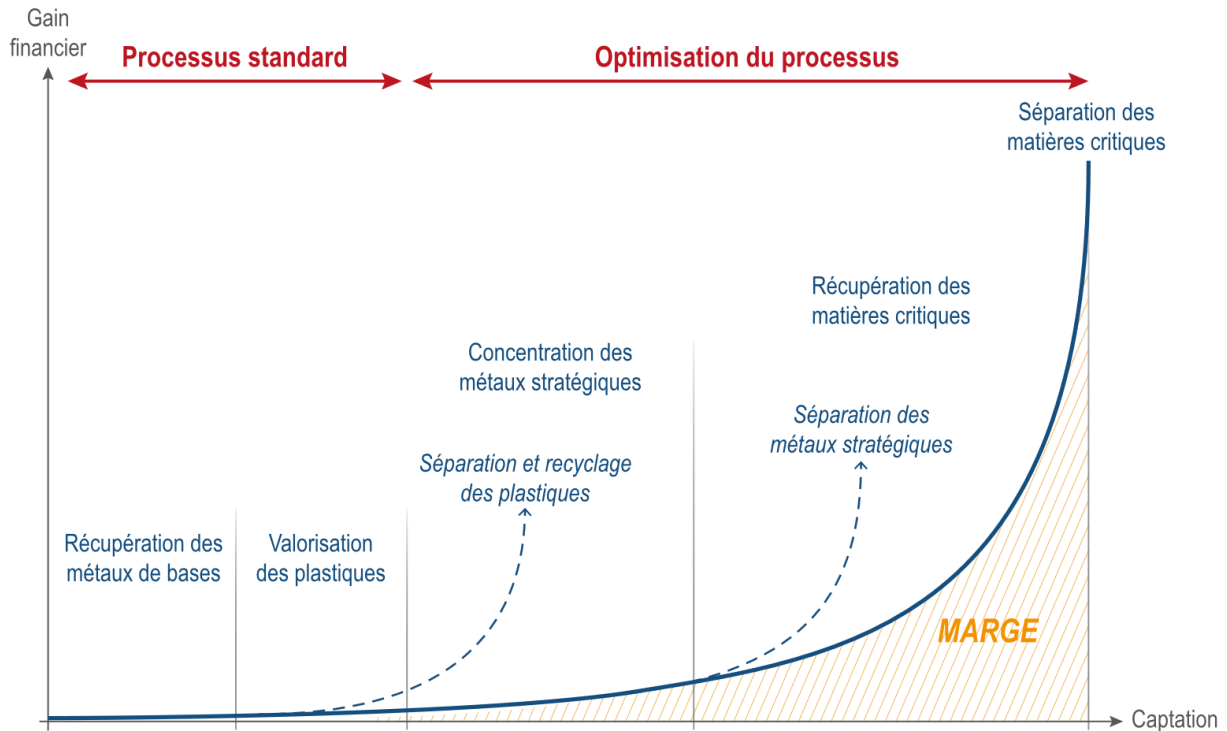 Gain
financier
Processus standard
Optimisation du processus
Séparation des
matières critiques
Récupération des
matières critiques
Concentration des
métaux stratégiques
Séparation des
métaux stratégiques
Séparation et recyclage
des plastiques
Récupération des
métaux de bases
Valorisation
des plastiques
MARGE
Captation